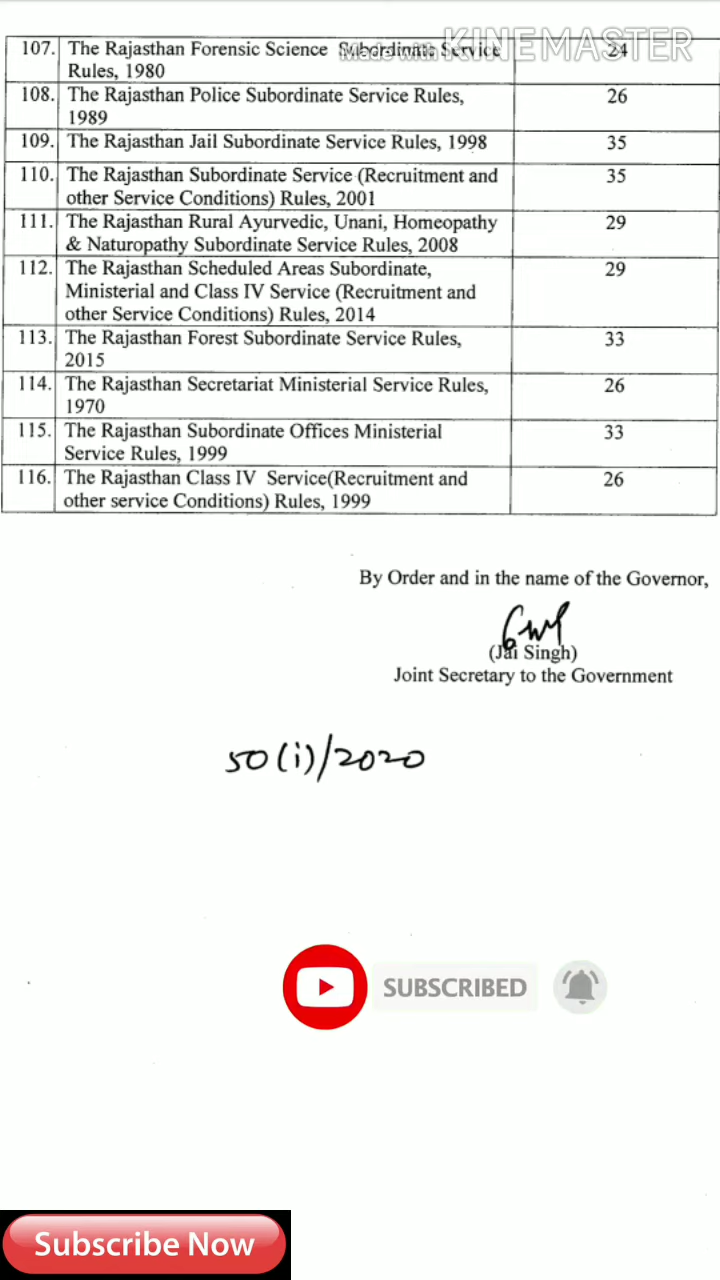 Made with KINEMASTER
107. The Rajasthan Forensic Science Subordinate Service 24
Rules, 1980
108. The Rajasthan Police Subordinate Service Rules, 26
1989
109. The Rajasthan Jail Subordinate Service Rules, 1998 35
110. The Rajasthan Subordinate Service (Recruitment and 35
other Service Conditions) Rules, 2001
111. The Rajasthan Rural Ayurvedic, Unani, Homeopathy 29
& Naturopathy Subordinate Service Rules, 2008
112. The Rajasthan Scheduled Areas Subordinate, 29
Ministerial and Class IV Service (Recruitment and
other Service Conditions) Rules, 2014
113. The Rajasthan Forest Subordinate Service Rules, 33
2015
114. The Rajasthan Secretariat Ministerial Service Rules, 26
1970
115. The Rajasthan Subordinate Offices Ministerial 33
Service Rules, 1999
116. The Rajasthan Class IV Service(Recruitment and 26
other service Conditions) Rules, 1999
By Order and in the name of the Governor,
(Jai Singh)
Joint Secretary to the Government
50(i)/2020
SUBSCRIBED
Subscribe Now